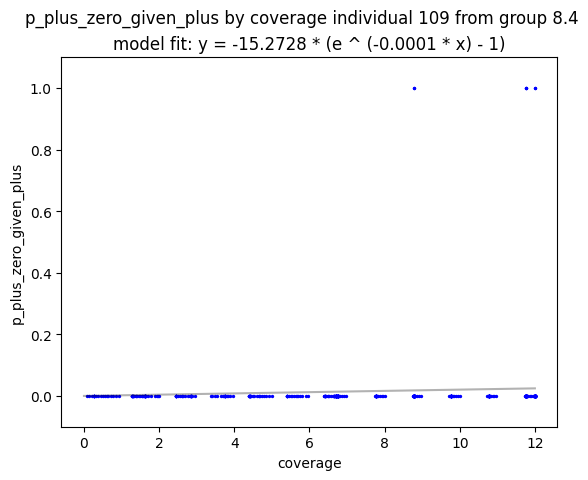 p_plus_zero_given_plus by coverage individual 109 from group 8.4
model fit: y = -15.2728 * (e ^ (-0.0001 * x) - 1)
1.0
0.8
0.6
0.4
0.2
0.0
p_plus_zero_given_plus
0 2 4 6 8 10 12
coverage